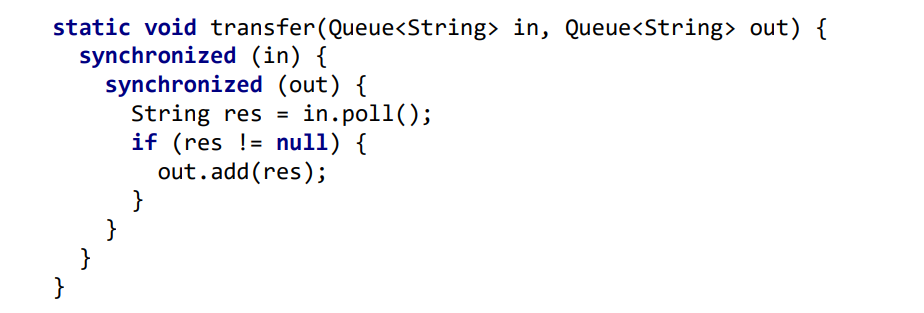 static void transfer(Queue<String> in, Queue<String> out) {
  synchronized (in) {
    synchronized (out) {
      String res = in.poll();
      if (res != null) {
        out.add(res);
      }
    }
  }
}